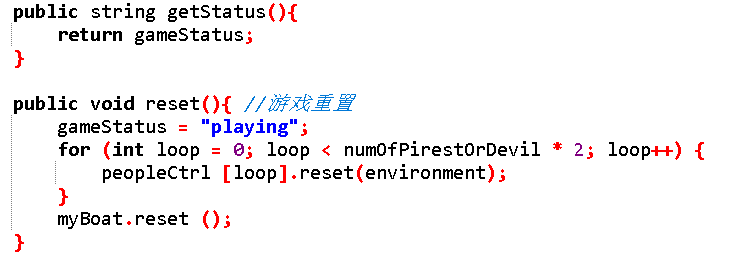 public string getStatus(){
    return gameStatus;
}

public void reset(){ //游戏重置
    gameStatus = "playing";
    for (int loop = 0; loop < numOfPirestOrDevil * 2; loop++) {
        peopleCtrl [loop].reset(environment);
    }
    myBoat.reset ();
}